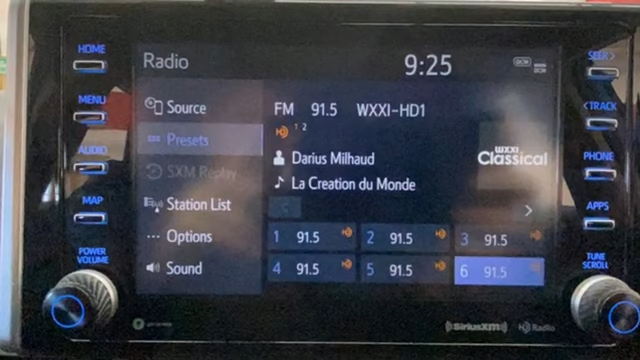 HOME
MENU
AUDIO
MAP
POWER
VOLUME
Radio
9:25
DCM
Source
Presets
SXM Replay
Station List
Options
Sound
FM 91.5 WXXI-HD1
1 2
Darius Milhaud
La Creation du Monde
WXXI
Classical
1 91.5
2 91.5
3 91.5
4 91.5
5 91.5
6 91.5
SEEK>
<TRACK
PHONE
APPS
TUNE
SCROLL
SiriusXM
HD Radio